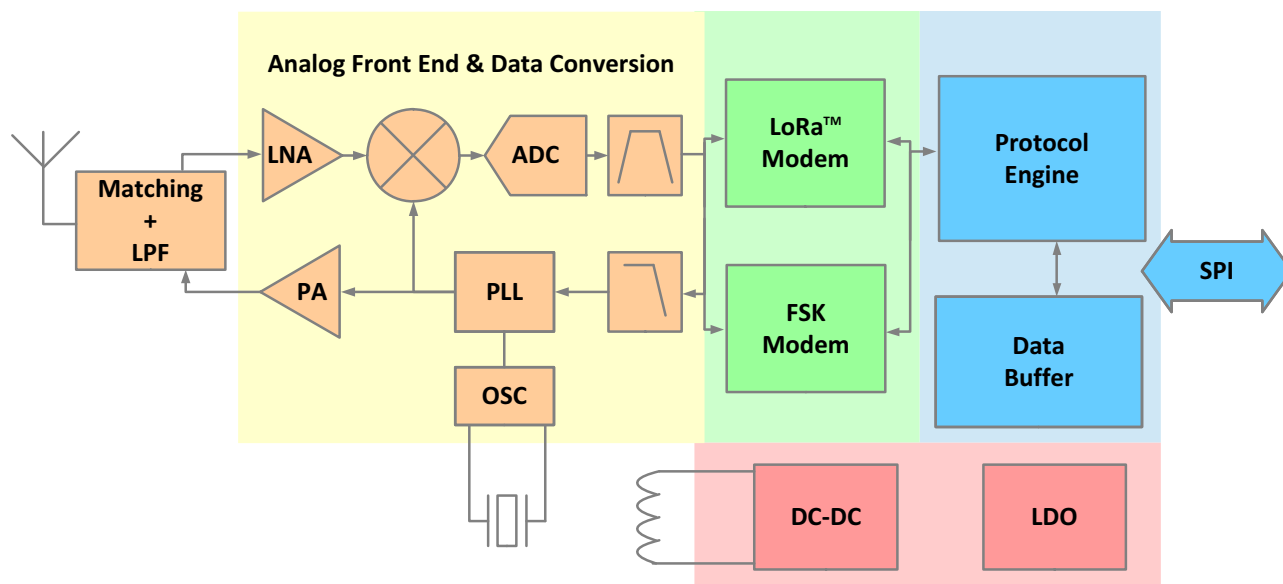 Analog Front End & Data Conversion
LNA
ADC
LoRa™
Modem
Protocol
Engine
Matching
+
LPF
PA
PLL
FSK
Modem
SPI
Data
Buffer
OSC
DC-DC
LDO